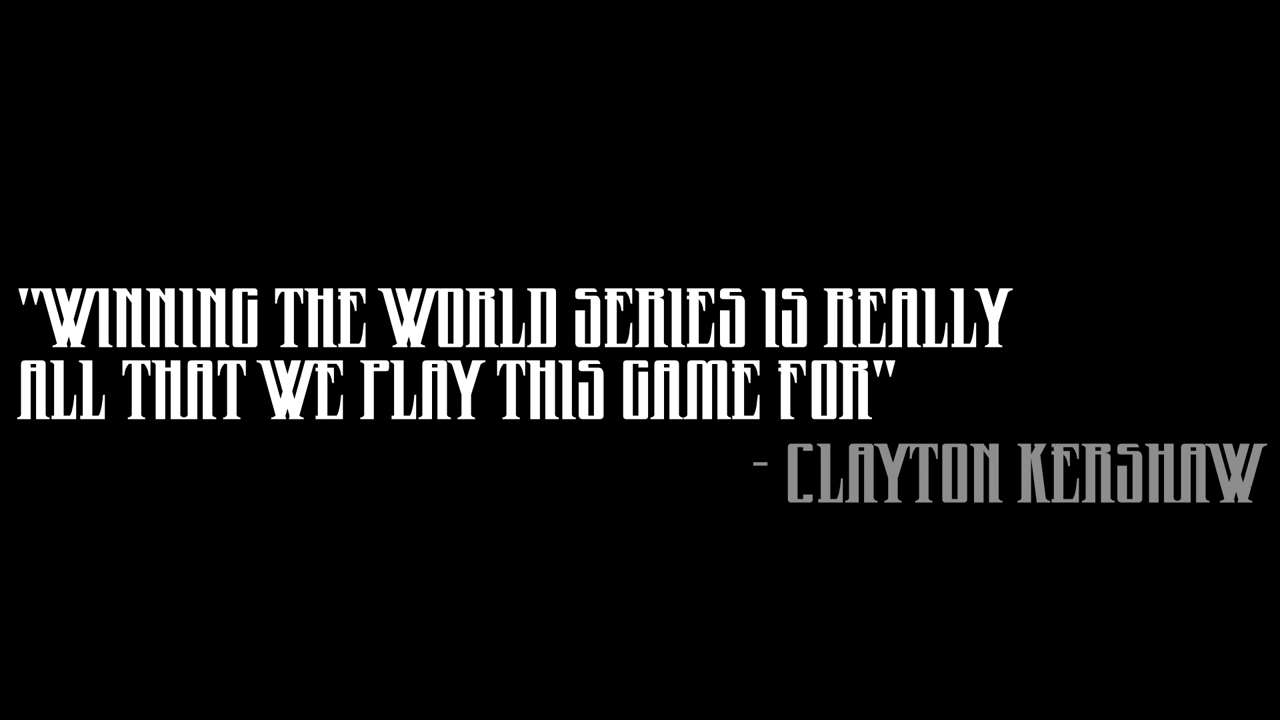 "WINNING THE WORLD SERIES IS REALLY
ALL THAT WE PLAY THIS GAME FOR"
- CLAYTON KERSHAW